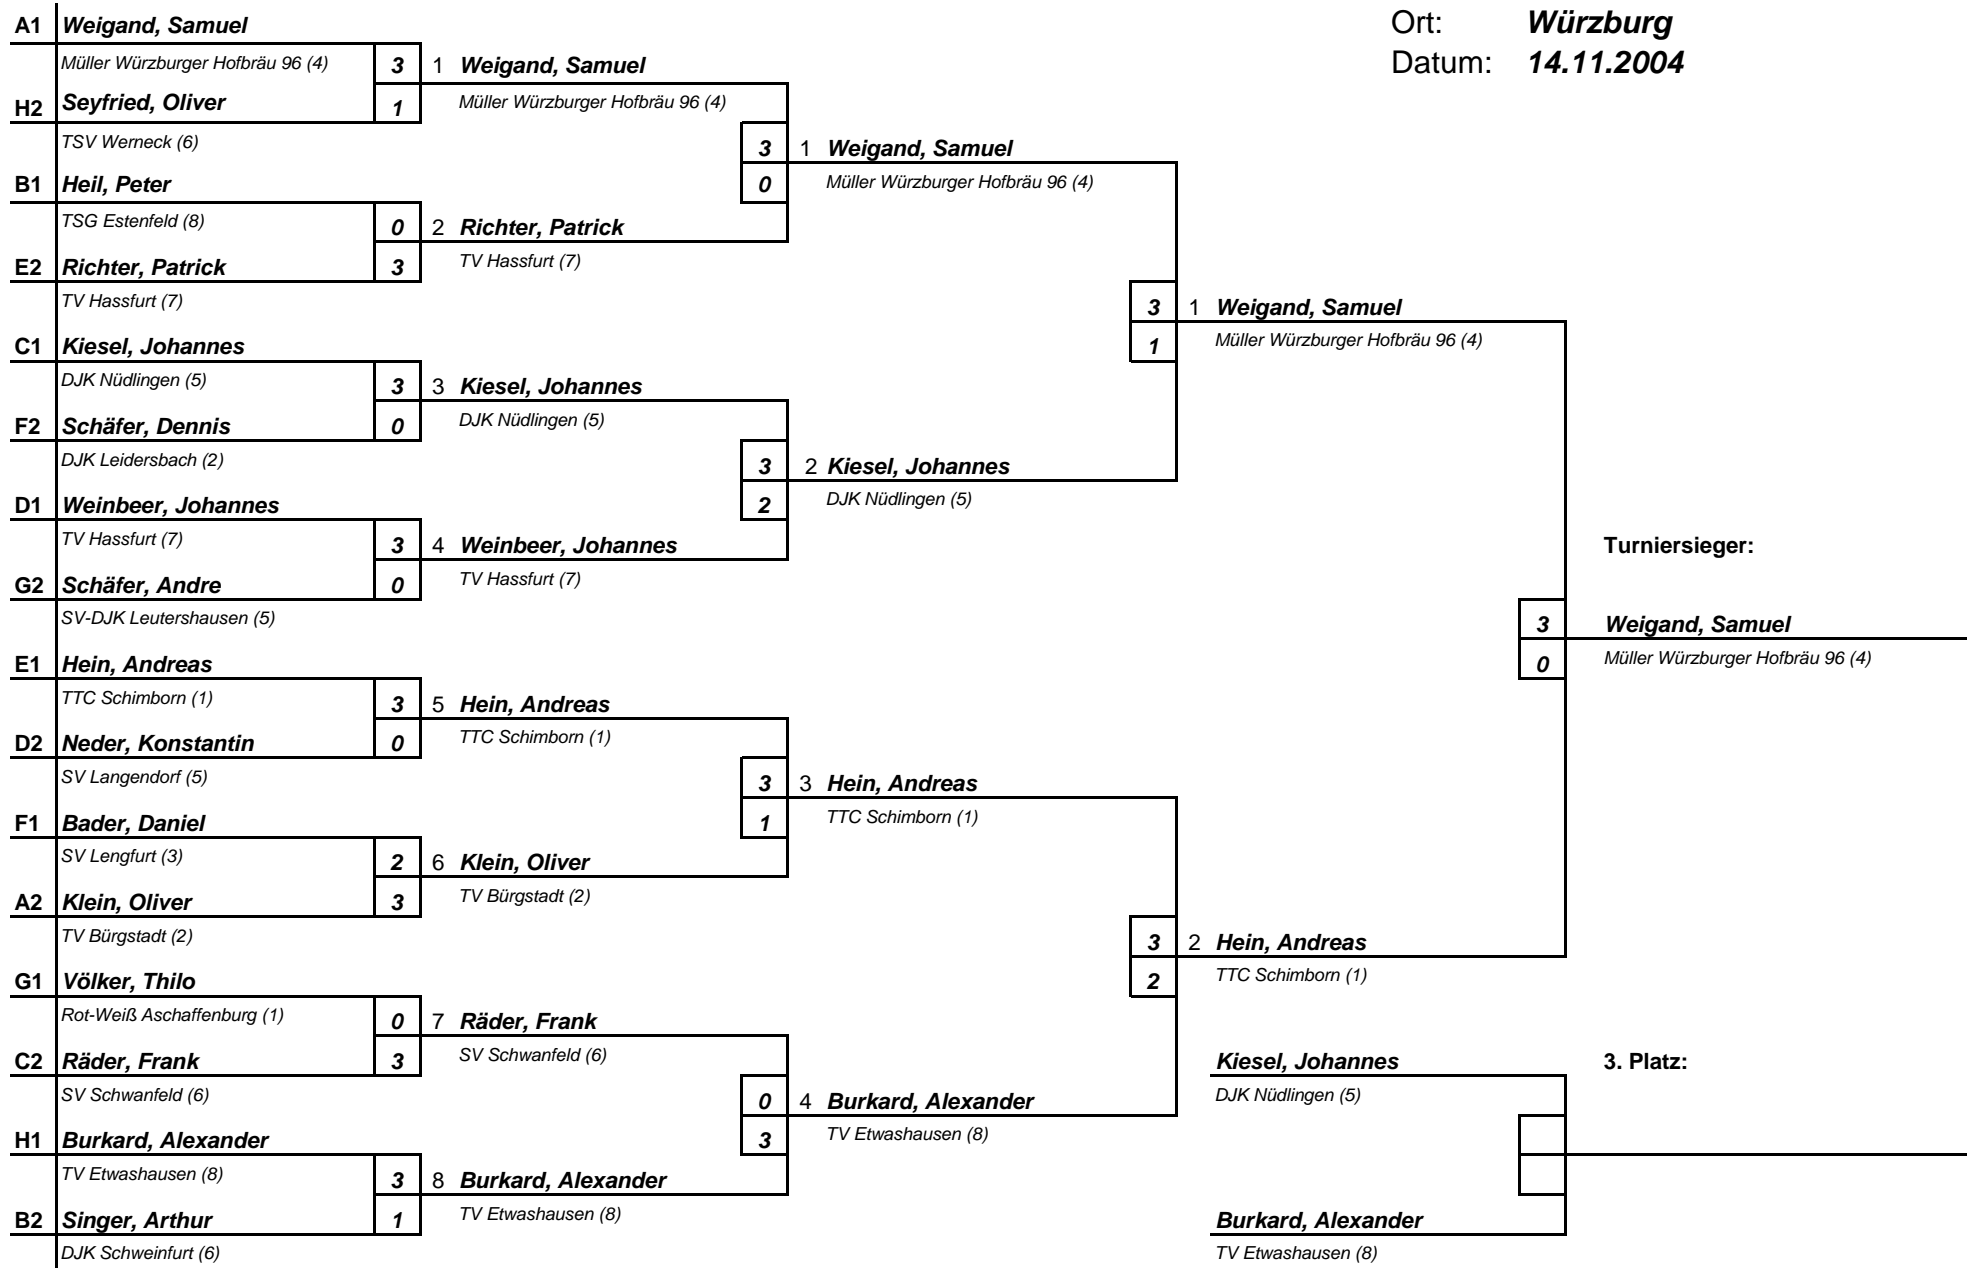 Ort: Würzburg
Datum: 14.11.2004
A1 Weigand, Samuel
Müller Würzburger Hofbräu 96 (4) 3
H2 Seyfried, Oliver 1
TSV Werneck (6)
B1 Heil, Peter
TSG Estenfeld (8) 0
E2 Richter, Patrick 3
TV Hassfurt (7)
C1 Kiesel, Johannes
DJK Nüdlingen (5) 3
F2 Schäfer, Dennis 0
DJK Leidersbach (2)
D1 Weinbeer, Johannes
TV Hassfurt (7) 3
G2 Schäfer, Andre 0
SV-DJK Leutershausen (5)
E1 Hein, Andreas
TTC Schimborn (1) 3
D2 Neder, Konstantin 0
SV Langendorf (5)
F1 Bader, Daniel
SV Lengfurt (3) 2
A2 Klein, Oliver 3
TV Bürgstadt (2)
G1 Völker, Thilo
Rot-Weiß Aschaffenburg (1) 0
C2 Räder, Frank 3
SV Schwanfeld (6)
H1 Burkard, Alexander
TV Etwashausen (8) 3
B2 Singer, Arthur 1
DJK Schweinfurt (6)
1 Weigand, Samuel
Müller Würzburger Hofbräu 96 (4)
3
0
2 Richter, Patrick
TV Hassfurt (7)
3 Kiesel, Johannes
DJK Nüdlingen (5)
3
2
4 Weinbeer, Johannes
TV Hassfurt (7)
5 Hein, Andreas
TTC Schimborn (1)
3
1
6 Klein, Oliver
TV Bürgstadt (2)
7 Räder, Frank
SV Schwanfeld (6)
0
3
8 Burkard, Alexander
TV Etwashausen (8)
1 Weigand, Samuel
Müller Würzburger Hofbräu 96 (4)
3
1
2 Kiesel, Johannes
DJK Nüdlingen (5)
3 Hein, Andreas
TTC Schimborn (1)
3
2
4 Burkard, Alexander
TV Etwashausen (8)
1 Weigand, Samuel
Müller Würzburger Hofbräu 96 (4)
3
0
2 Hein, Andreas
TTC Schimborn (1)
Turniersieger:
Weigand, Samuel
Müller Würzburger Hofbräu 96 (4)
Kiesel, Johannes
DJK Nüdlingen (5)
3. Platz:
Burkard, Alexander
TV Etwashausen (8)